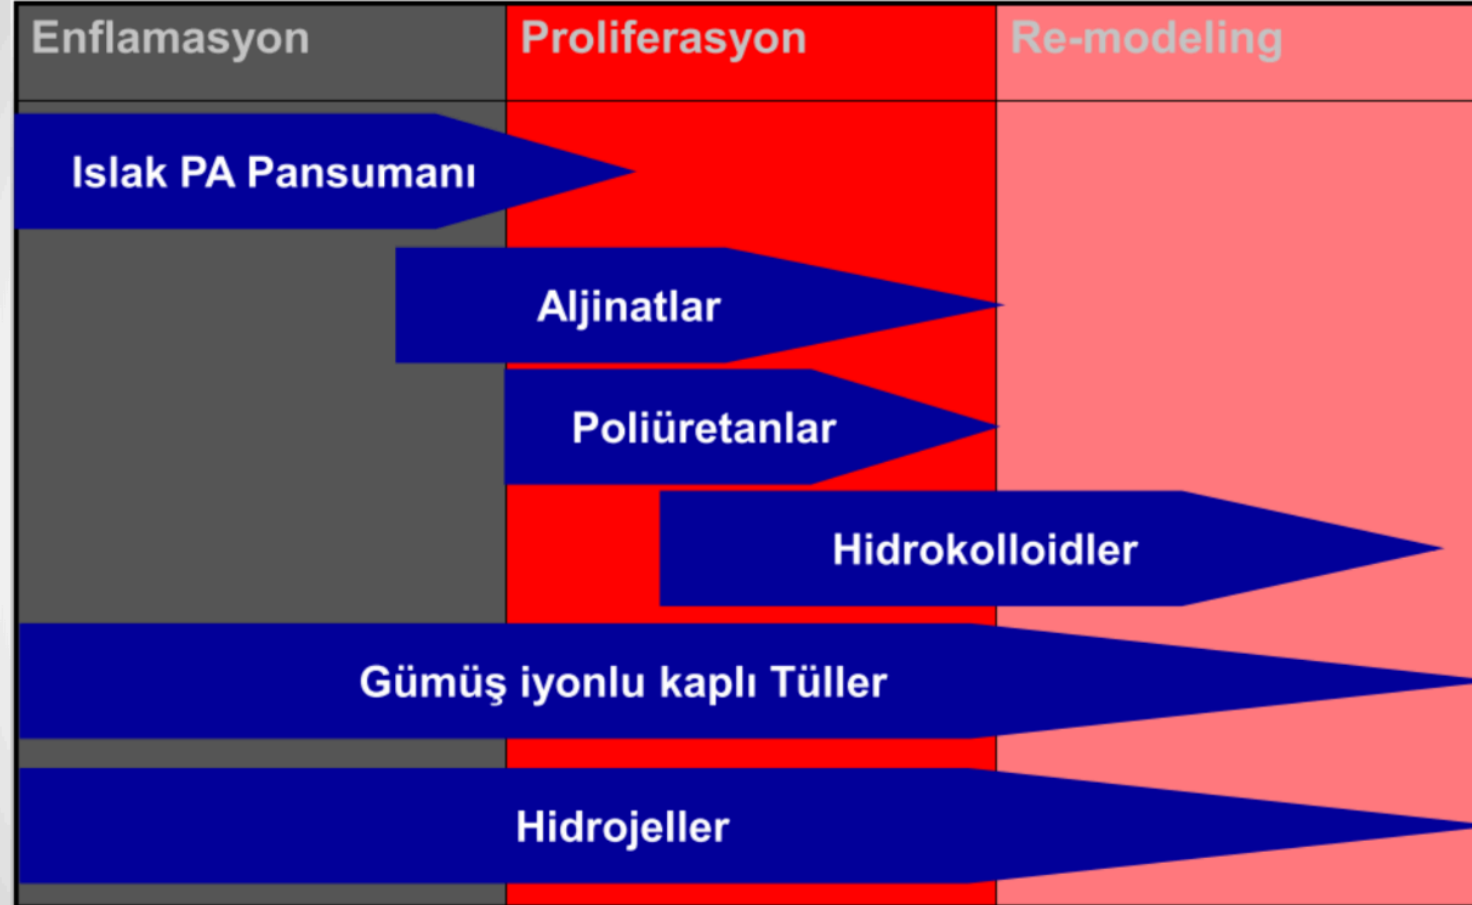 Enflamasyon
Proliferasyon
Re-modeling
Islak PA Pansumanı
Aljinatlar
Poliüretanlar
Hidrokolloidler
Gümüş iyonlu kaplı Tüller
Hidrojeller